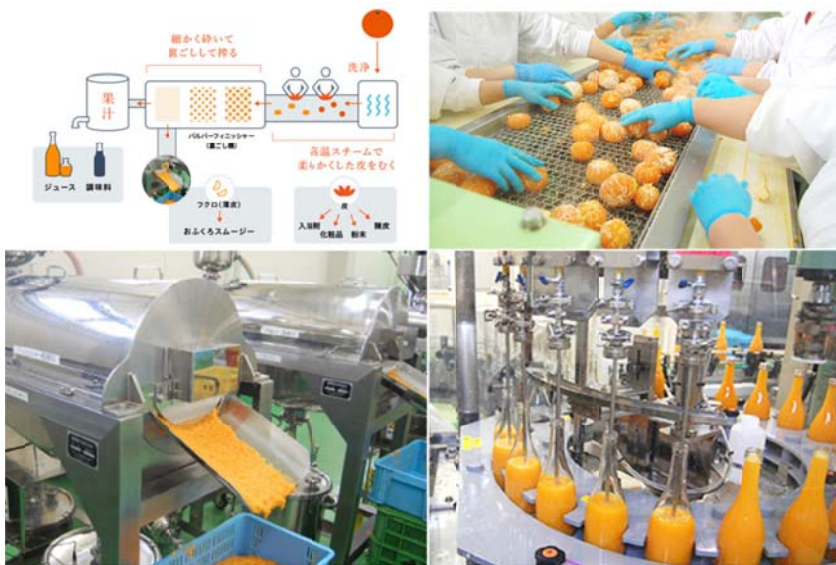 細かく砕いて
裏ごしして搾る
洗浄
果汁
パルパーフィニッシャー
(裏ごし機)
高温スチームで
柔らかくした皮をむく
ジュース 調味料
フクロ(薄皮)
おふくろスムージー
皮
入浴剤 化粧品 粉末 陳皮